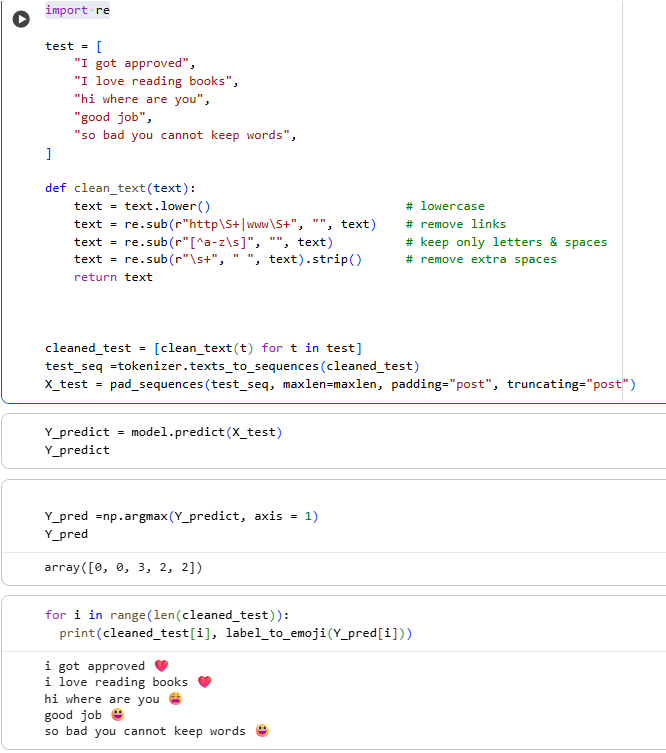 import re
test = [
    "I got approved",
    "I love reading books",
    "hi where are you",
    "good job",
    "so bad you cannot keep words",
]
def clean_text(text):
    text = text.lower()                           # lowercase
    text = re.sub(r"http\S+|www\S+", "", text)    # remove links
    text = re.sub(r"[^a-z\s]", "", text)          # keep only letters & spaces
    text = re.sub(r"\s+", " ", text).strip()      # remove extra spaces
    return text
cleaned_test = [clean_text(t) for t in test]
test_seq =tokenizer.texts_to_sequences(cleaned_test)
X_test = pad_sequences(test_seq, maxlen=maxlen, padding="post", truncating="post")
Y_predict = model.predict(X_test)
Y_predict
Y_pred =np.argmax(Y_predict, axis = 1)
Y_pred
array([0, 0, 3, 2, 2])
for i in range(len(cleaned_test)):
  print(cleaned_test[i], label_to_emoji(Y_pred[i]))
i got approved ❤️
i love reading books ❤️
hi where are you 😭
good job 😃
so bad you cannot keep words 😃